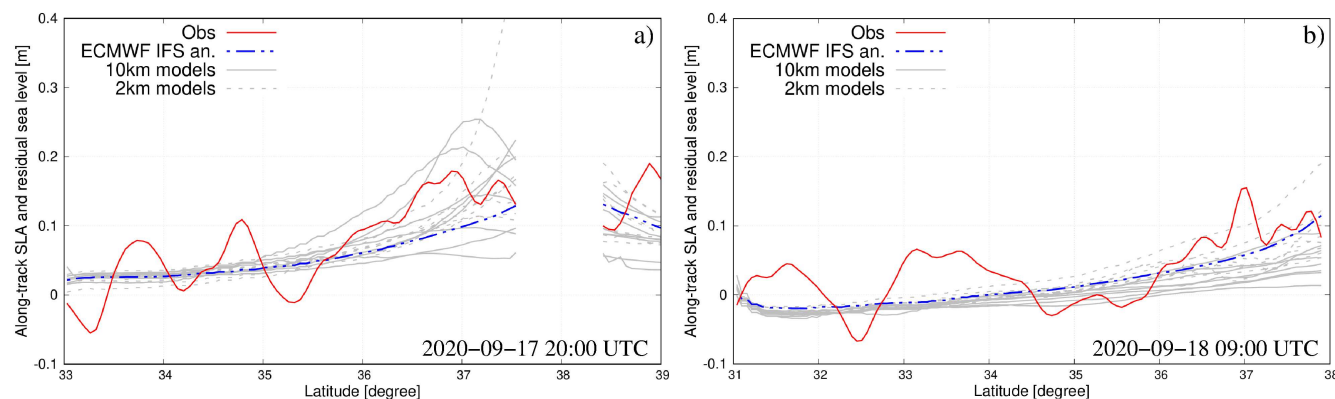 0.4
0.3
0.2
0.1
0
-0.1
Along-track SLA and residual sea level [m]
Obs
ECMWF IFS an.
10km models
2km models
a)
2020−09−17 20:00 UTC
33 34 35 36 37 38 39
Latitude [degree]
0.4
0.3
0.2
0.1
0
-0.1
Along-track SLA and residual sea level [m]
Obs
ECMWF IFS an.
10km models
2km models
b)
2020−09−18 09:00 UTC
31 32 33 34 35 36 37 38
Latitude [degree]